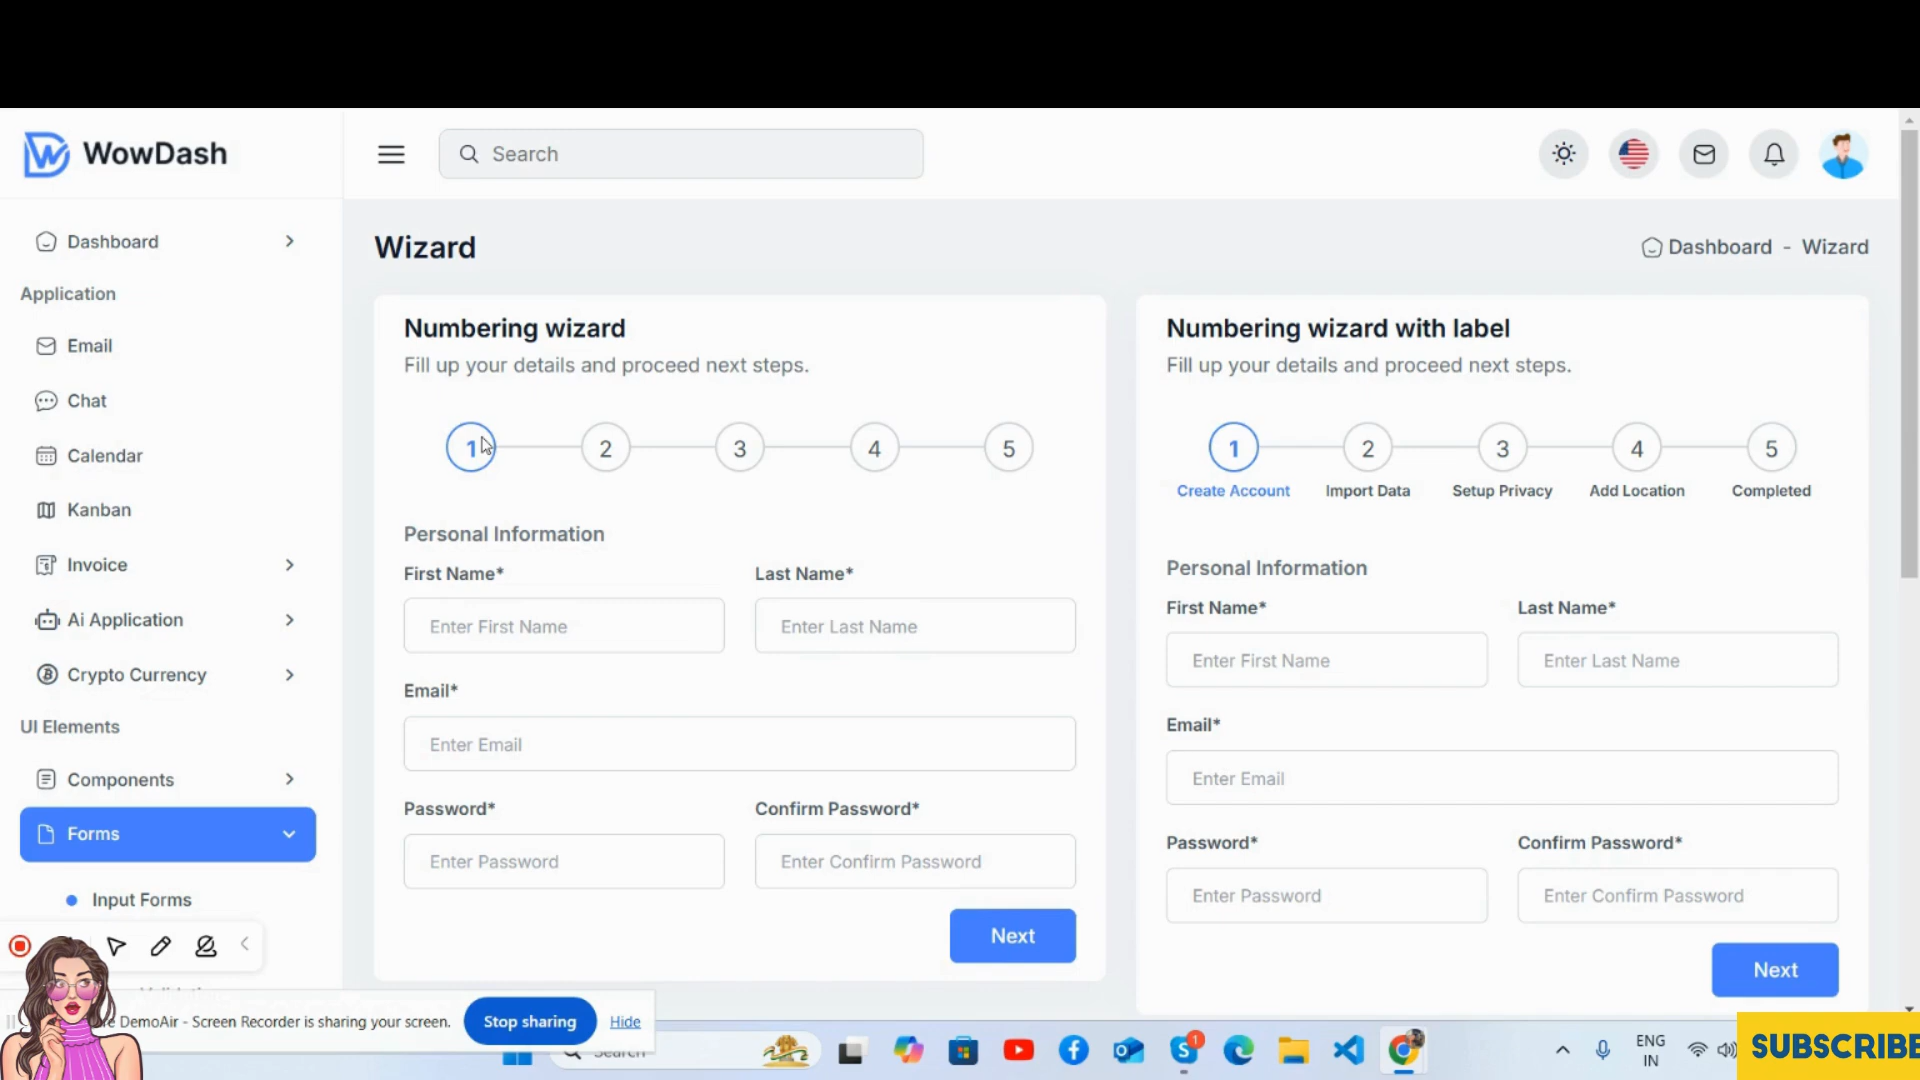 WowDash
Search
Dashboard
Application
Email
Chat
Calendar
Kanban
Invoice
Ai Application
Crypto Currency
UI Elements
Components
Forms
Input Forms
Wizard
Dashboard - Wizard
Numbering wizard
Fill up your details and proceed next steps.
1 2 3 4 5
Personal Information
First Name* Last Name*
Enter First Name Enter Last Name
Email*
Enter Email
Password* Confirm Password*
Enter Password Enter Confirm Password
Next
Numbering wizard with label
Fill up your details and proceed next steps.
1 2 3 4 5
Create Account Import Data Setup Privacy Add Location Completed
Personal Information
First Name* Last Name*
Enter First Name Enter Last Name
Email*
Enter Email
Password* Confirm Password*
Enter Password Enter Confirm Password
Next
DemoAir - Screen Recorder is sharing your screen. Stop sharing Hide
Search
1
ENG
IN
SUBSCRIBE